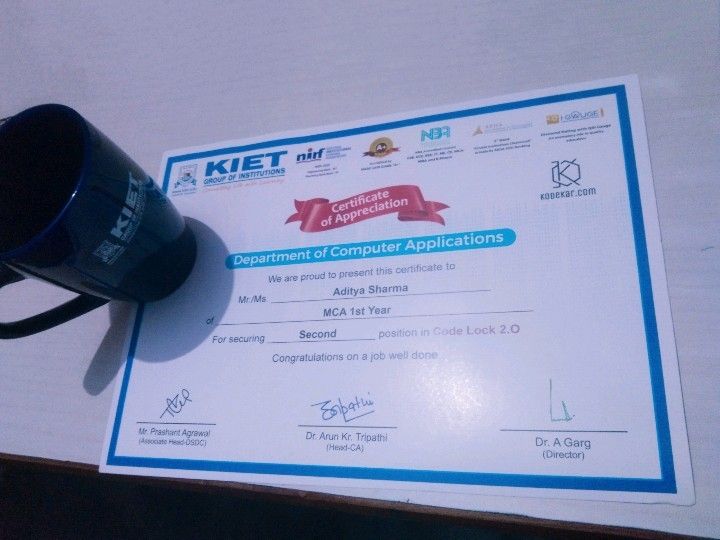 KIET
GROUP OF INSTITUTIONS
Connecting Life with Learning
nirf
NBA
ARIIA
I·GAUGE
KODEKAR.COM
Certificate
of Appreciation
Department of Computer Applications
We are proud to present this certificate to
Mr./Ms. Aditya Sharma
of MCA 1st Year
For securing Second position in Code Lock 2.O
Congratulations on a job well done
Mr. Prashant Agrawal
(Associate Head-DSDC)
Dr. Arun Kr. Tripathi
(Head-CA)
Dr. A Garg
(Director)
KIET